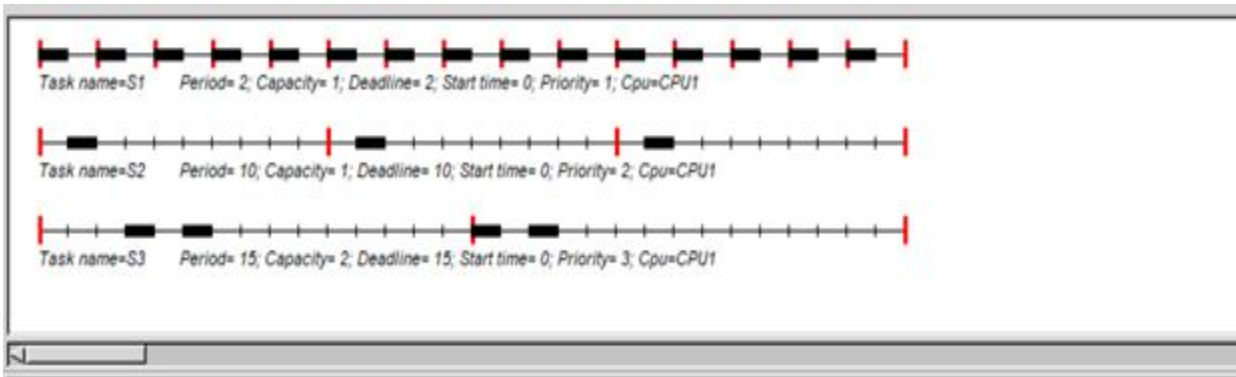 Task name=S1 Period= 2; Capacity= 1; Deadline= 2; Start time= 0; Priority= 1; Cpu=CPU1
Task name=S2 Period= 10; Capacity= 1; Deadline= 10; Start time= 0; Priority= 2; Cpu=CPU1
Task name=S3 Period= 15; Capacity= 2; Deadline= 15; Start time= 0; Priority= 3; Cpu=CPU1